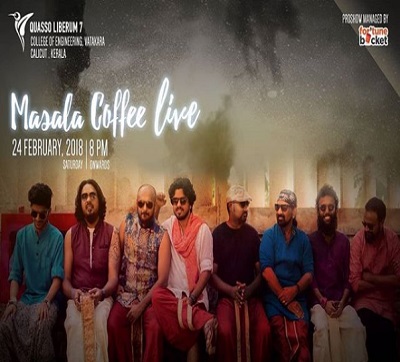 QUASSO LIBERUM 7
COLLEGE OF ENGINEERING, VATAKARA
CALICUT , KERALA
PROSHOW MANAGED BY
fortune
bucket
Masala Coffee live
24 FEBRUARY, 2018 | 8 PM
SATURDAY ONWARDS